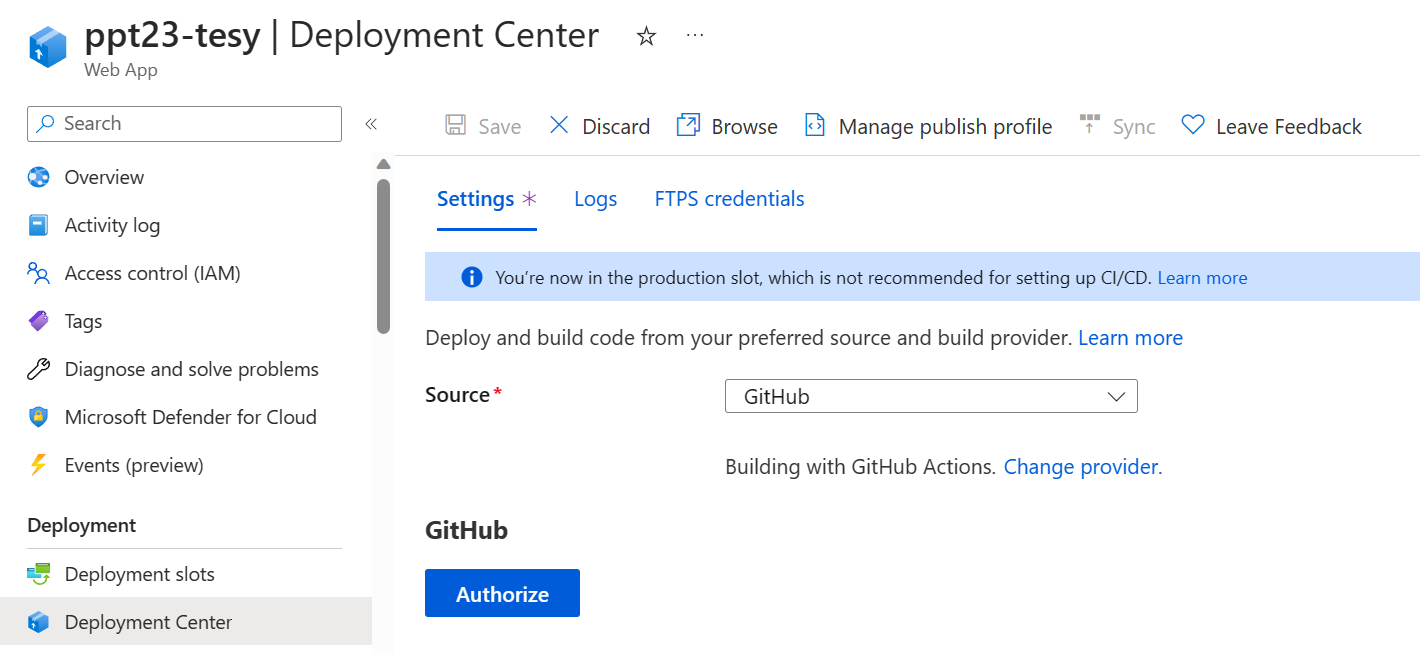 ppt23-tesy | Deployment Center
Web App
Search
Save Discard Browse Manage publish profile Sync Leave Feedback
Overview
Activity log
Access control (IAM)
Tags
Diagnose and solve problems
Microsoft Defender for Cloud
Events (preview)
Deployment
Deployment slots
Deployment Center
Settings * Logs FTPS credentials
You're now in the production slot, which is not recommended for setting up CI/CD. Learn more
Deploy and build code from your preferred source and build provider. Learn more
Source* GitHub
Building with GitHub Actions. Change provider.
GitHub
Authorize